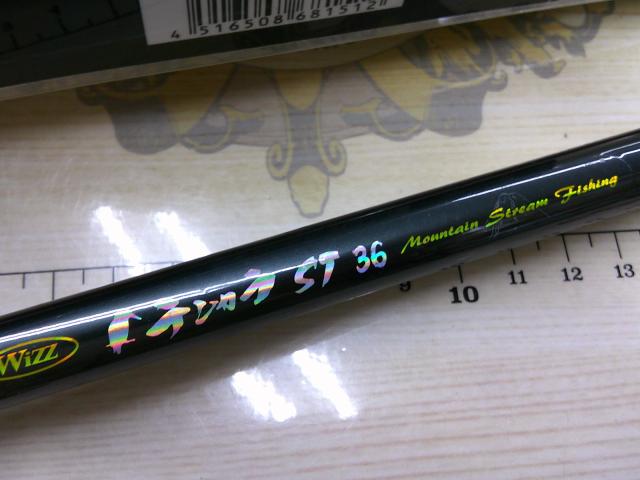 4 516508 681512
Wizz
ST 36
Mountain Stream Fishing
9 10 11 12 13